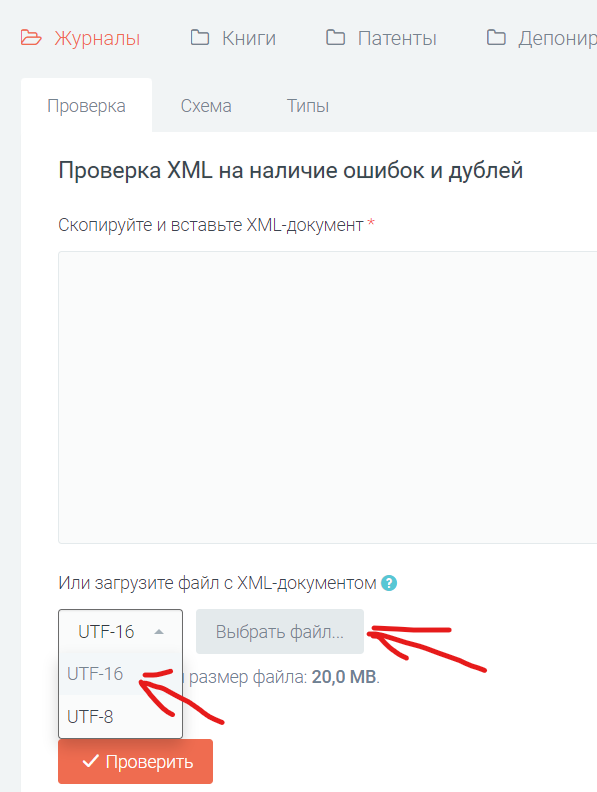 Журналы Книги Патенты Депонир
Проверка Схема Типы
Проверка XML на наличие ошибок и дублей
Скопируйте и вставьте XML-документ *
Или загрузите файл с XML-документом ?
UTF-16 Выбрать файл...
UTF-16
размер файла: 20,0 MB.
UTF-8
Проверить